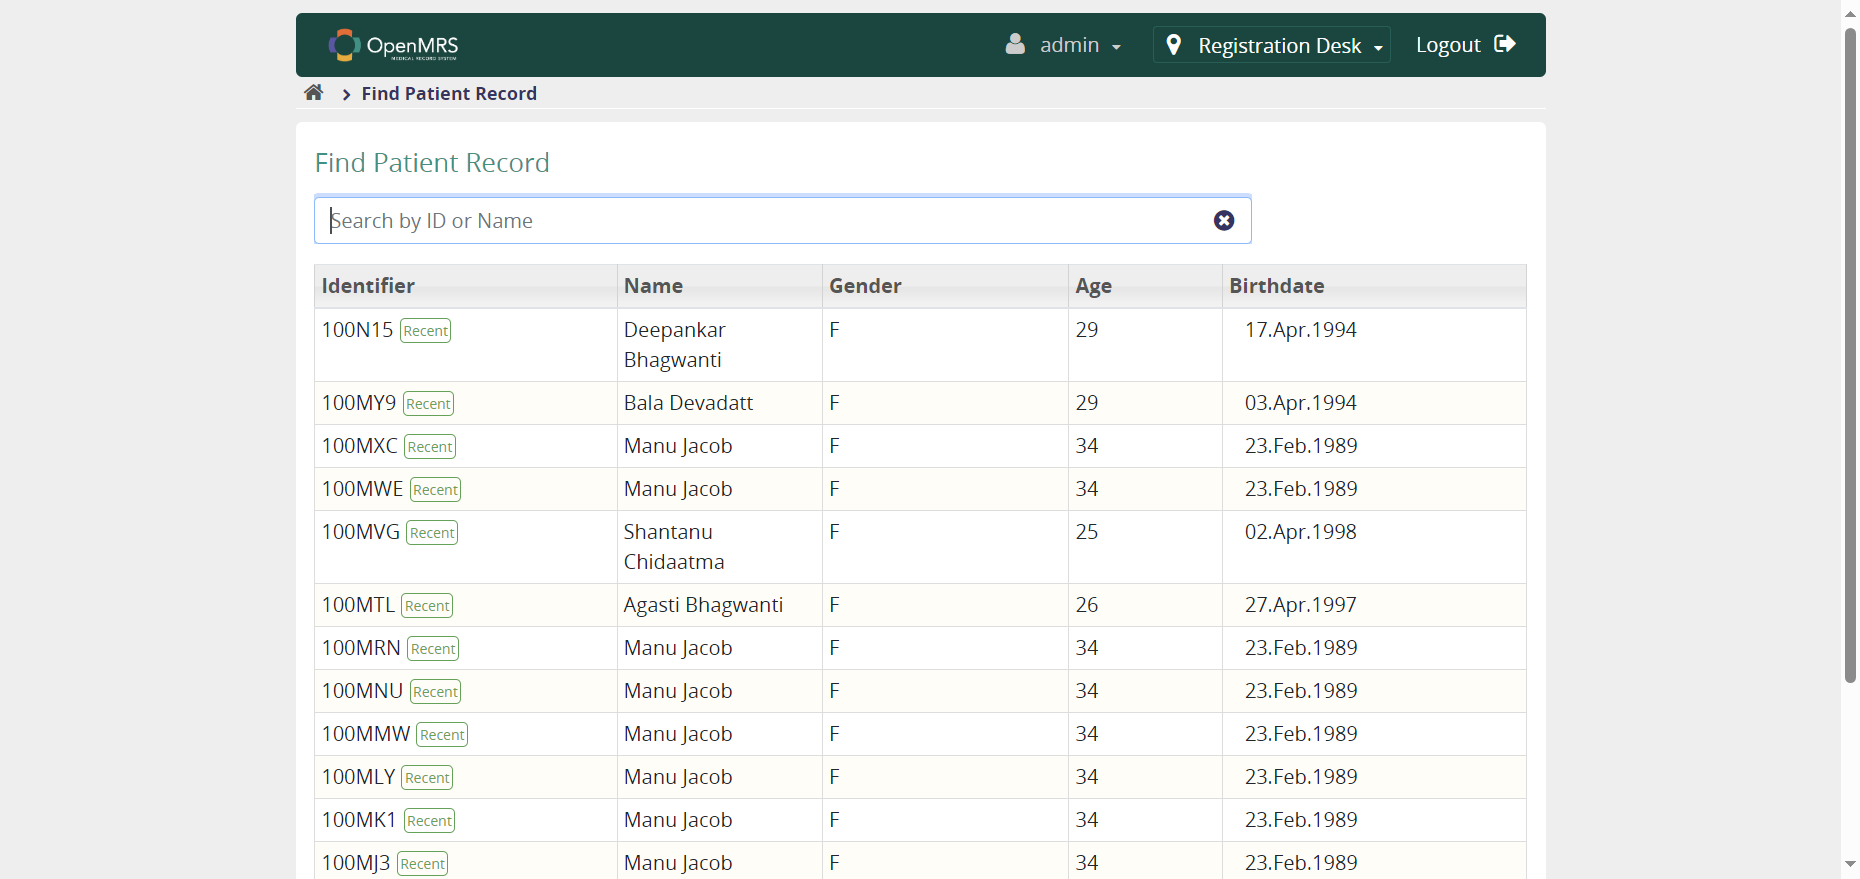 OpenMRS
MEDICAL RECORD SYSTEM
admin
Registration Desk
Logout
Find Patient Record
Find Patient Record
Search by ID or Name
Identifier Name Gender Age Birthdate
100N15 Recent Deepankar F 29 17.Apr.1994
Bhagwanti
100MY9 Recent Bala Devadatt F 29 03.Apr.1994
100MXC Recent Manu Jacob F 34 23.Feb.1989
100MWE Recent Manu Jacob F 34 23.Feb.1989
100MVG Recent Shantanu F 25 02.Apr.1998
Chidaatma
100MTL Recent Agasti Bhagwanti F 26 27.Apr.1997
100MRN Recent Manu Jacob F 34 23.Feb.1989
100MNU Recent Manu Jacob F 34 23.Feb.1989
100MMW Recent Manu Jacob F 34 23.Feb.1989
100MLY Recent Manu Jacob F 34 23.Feb.1989
100MK1 Recent Manu Jacob F 34 23.Feb.1989
100MJ3 Recent Manu Jacob F 34 23.Feb.1989